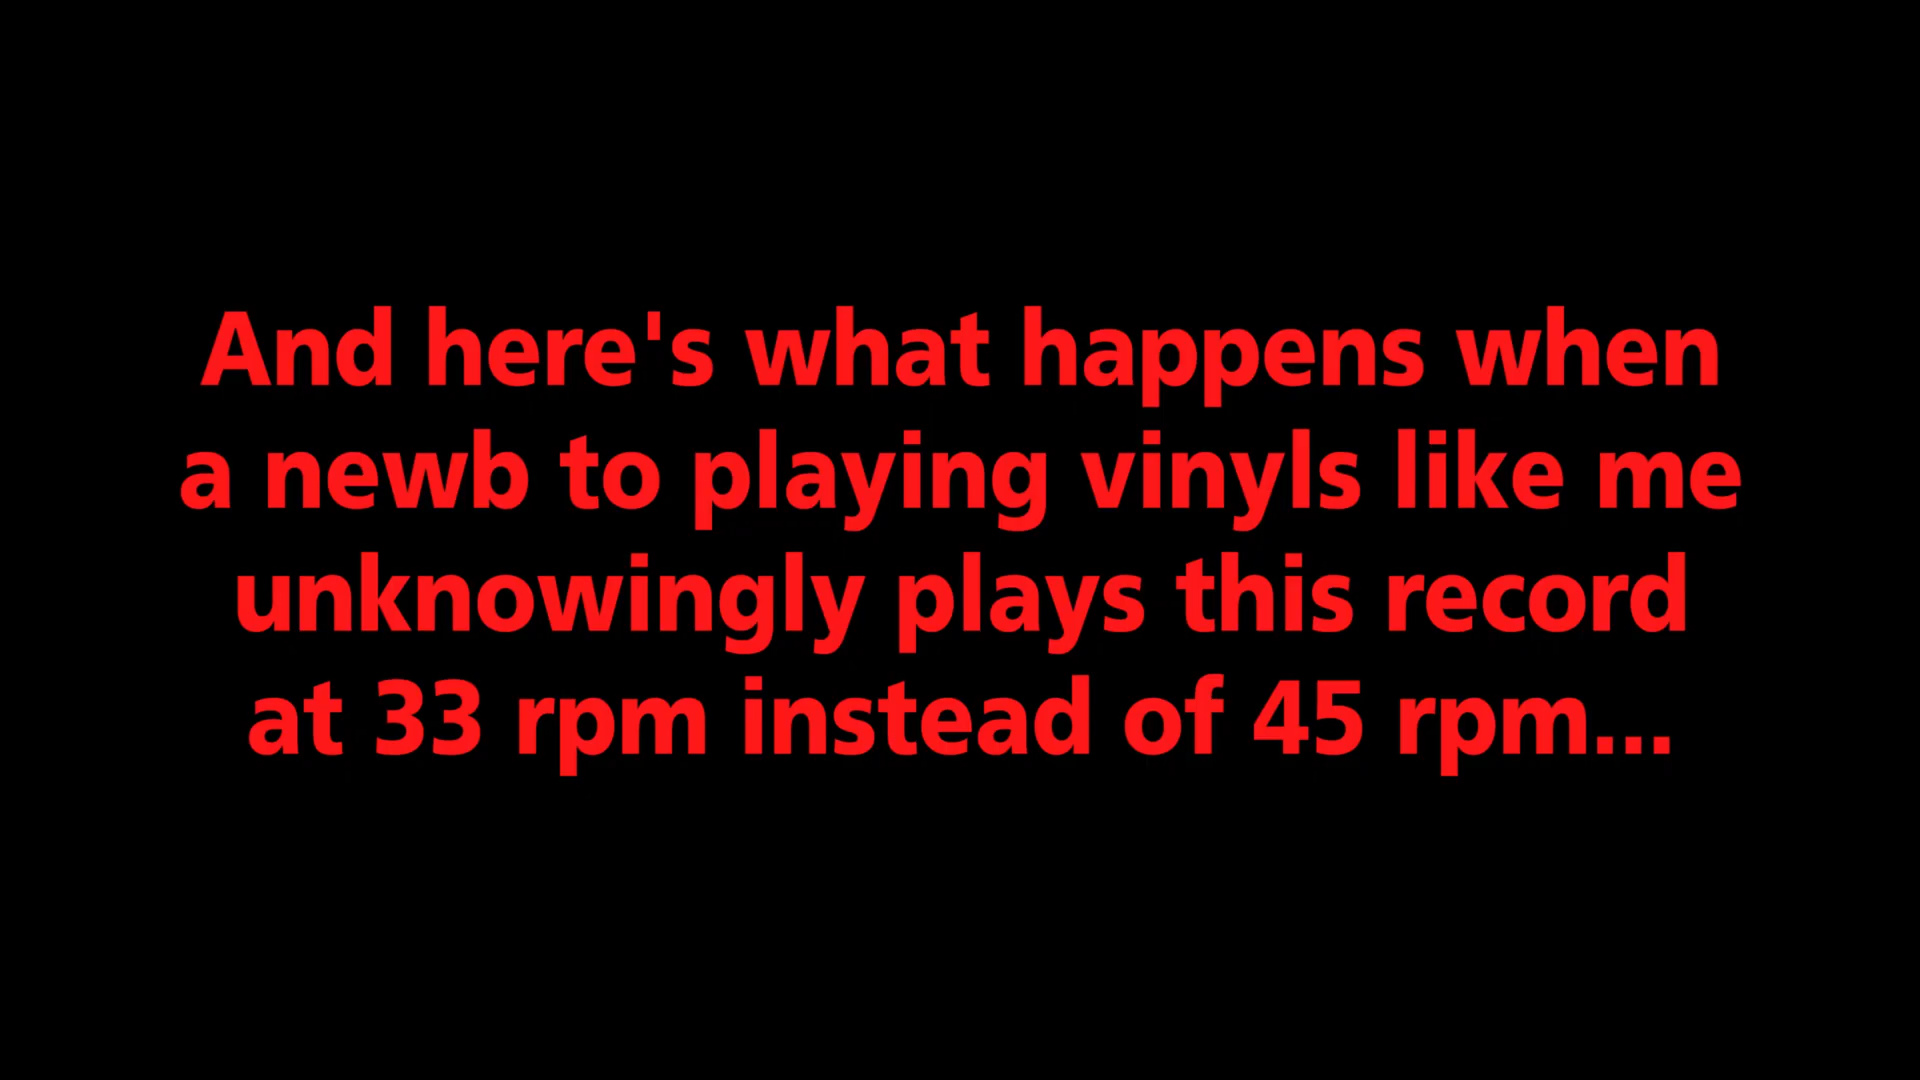 And here's what happens when
a newb to playing vinyls like me
unknowingly plays this record
at 33 rpm instead of 45 rpm...